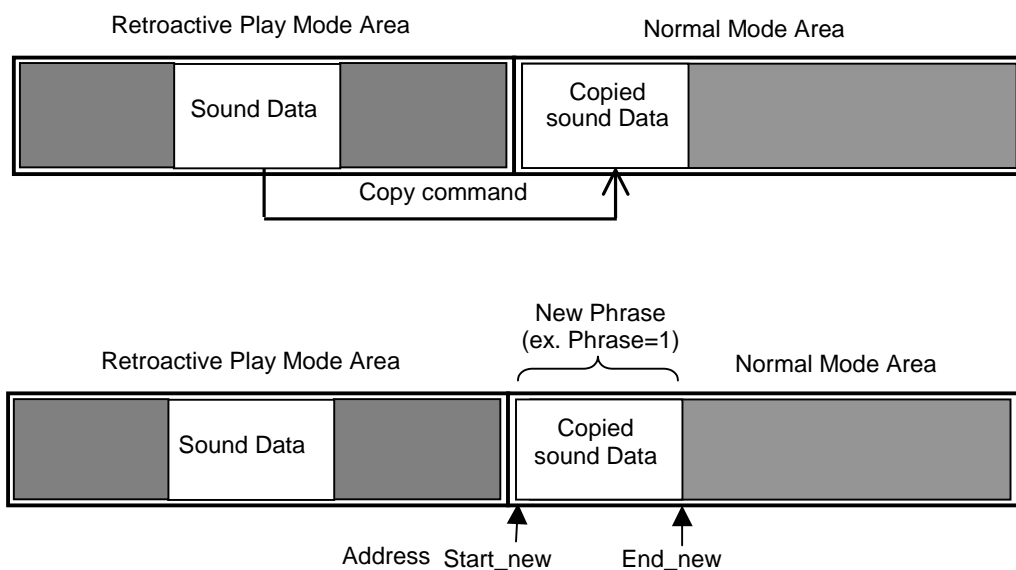 Retroactive Play Mode Area
Normal Mode Area
Sound Data
Copied
sound Data
Copy command
New Phrase
(ex. Phrase=1)
Retroactive Play Mode Area
Normal Mode Area
Sound Data
Copied
sound Data
Address
Start_new
End_new